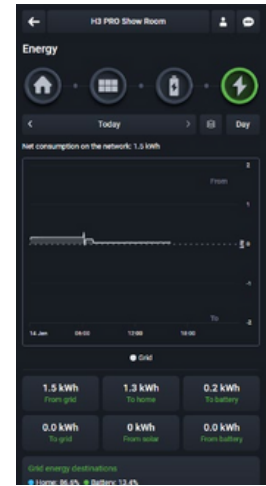 H3 PRO Show Room
Energy
Today
Day
Net consumption on the network: 1.5 kWh
2
From
1
0
-1
To
-2
14. Jan
06:00
12:00
18:00
Grid
1.5 kWh
From grid
1.3 kWh
To home
0.2 kWh
To battery
0.0 kWh
To grid
0 kWh
From solar
0.0 kWh
From battery
Grid energy destinations
Home: 86.6%
Battery: 13.4%